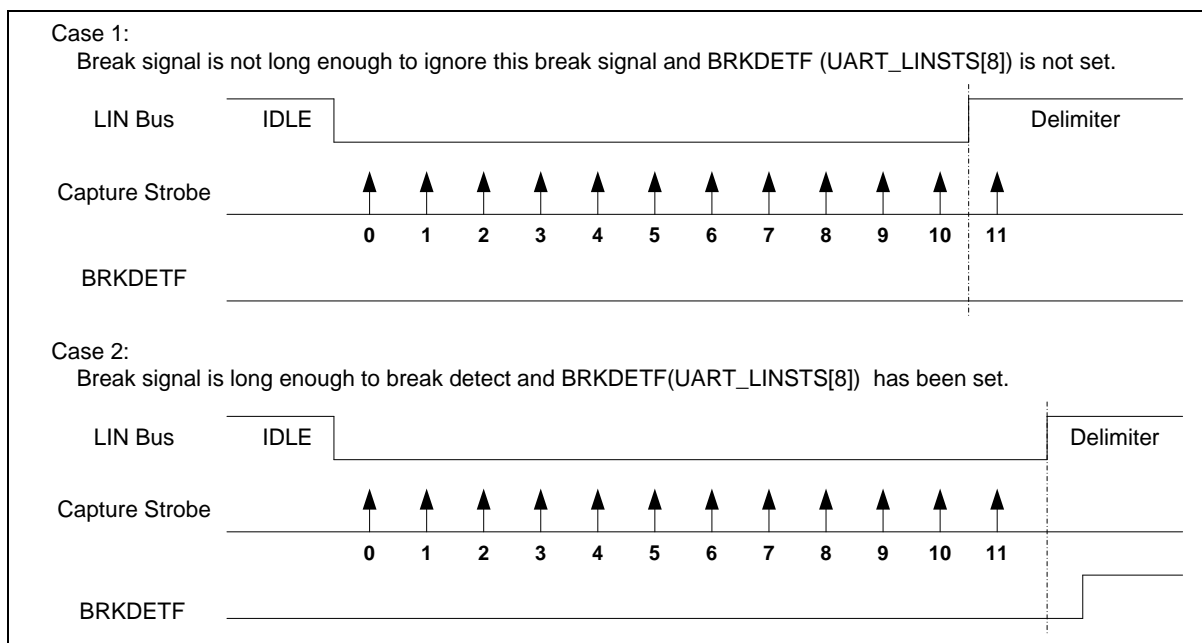 Case 1:
Break signal is not long enough to ignore this break signal and BRKDETF (UART_LINSTS[8]) is not set.
LIN Bus IDLE Delimiter
Capture Strobe
0 1 2 3 4 5 6 7 8 9 10 11
BRKDETF
Case 2:
Break signal is long enough to break detect and BRKDETF(UART_LINSTS[8]) has been set.
LIN Bus IDLE Delimiter
Capture Strobe
0 1 2 3 4 5 6 7 8 9 10 11
BRKDETF